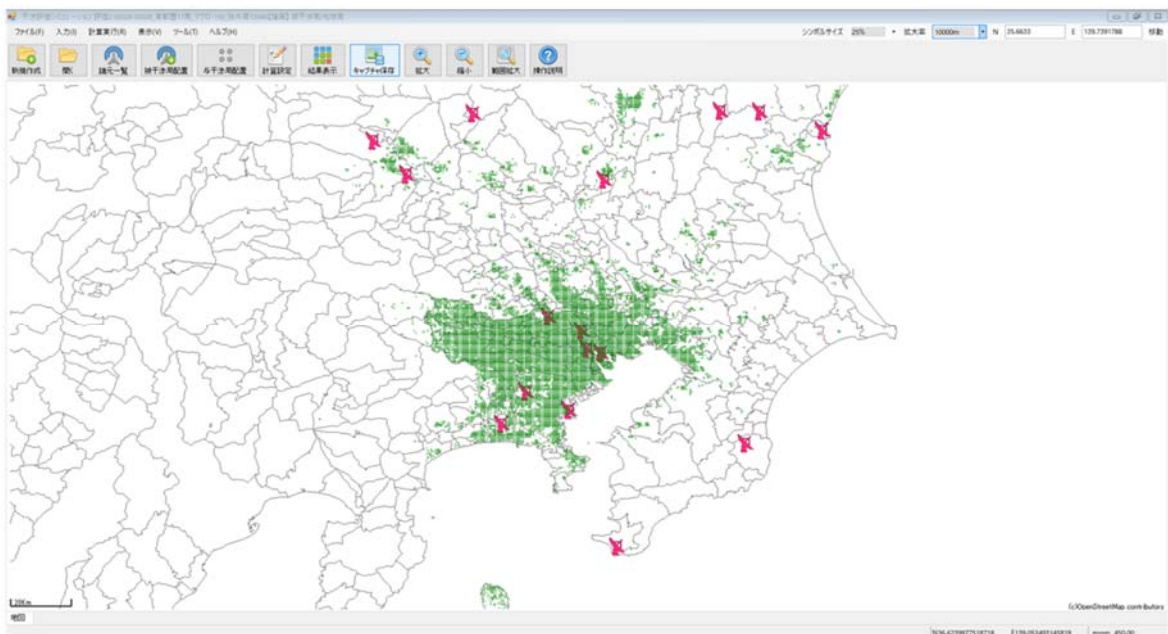 ファイル(F) 入力(I) 計算実行(R) 表示(V) ツール(T) ヘルプ(H)
シンボルサイズ 25% 拡大率 10000m N 35.6633 E 139.7391788 移動
新規作成 開く 諸元一覧 被干渉局配置 与干渉局配置 計算設定 結果表示 キャプチャ保存 拡大 縮小 範囲拡大 操作説明
20Km
(c)OpenStreetMap contributors
地図